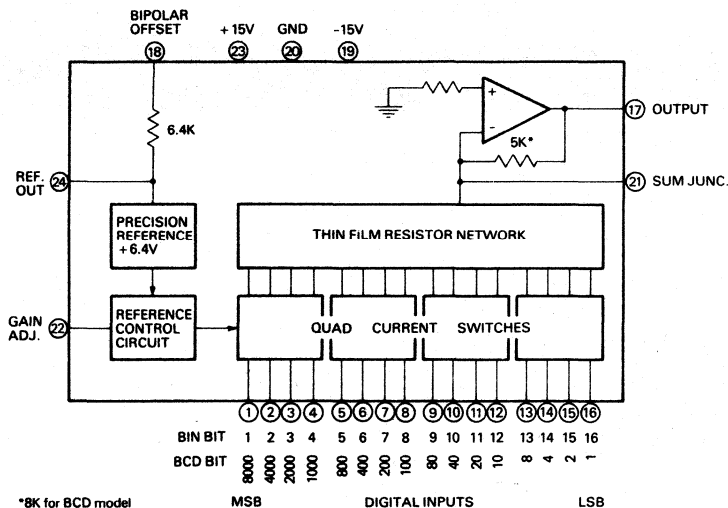 BIPOLAR
OFFSET
+15V GND -15V
18 23 20 19
6.4K
+
-
5K*
17 OUTPUT
REF.
OUT
24
21 SUM JUNC.
PRECISION
REFERENCE
+6.4V
THIN FILM RESISTOR NETWORK
GAIN
ADJ.
22
REFERENCE
CONTROL
CIRCUIT
QUAD CURRENT SWITCHES
1 2 3 4 5 6 7 8 9 10 11 12 13 14 15 16
BIN BIT 1 2 3 4 5 6 7 8 9 10 11 12 13 14 15 16
BCD BIT 8000 4000 2000 1000 800 400 200 100 80 40 20 10 8 4 2 1
*8K for BCD model MSB DIGITAL INPUTS LSB